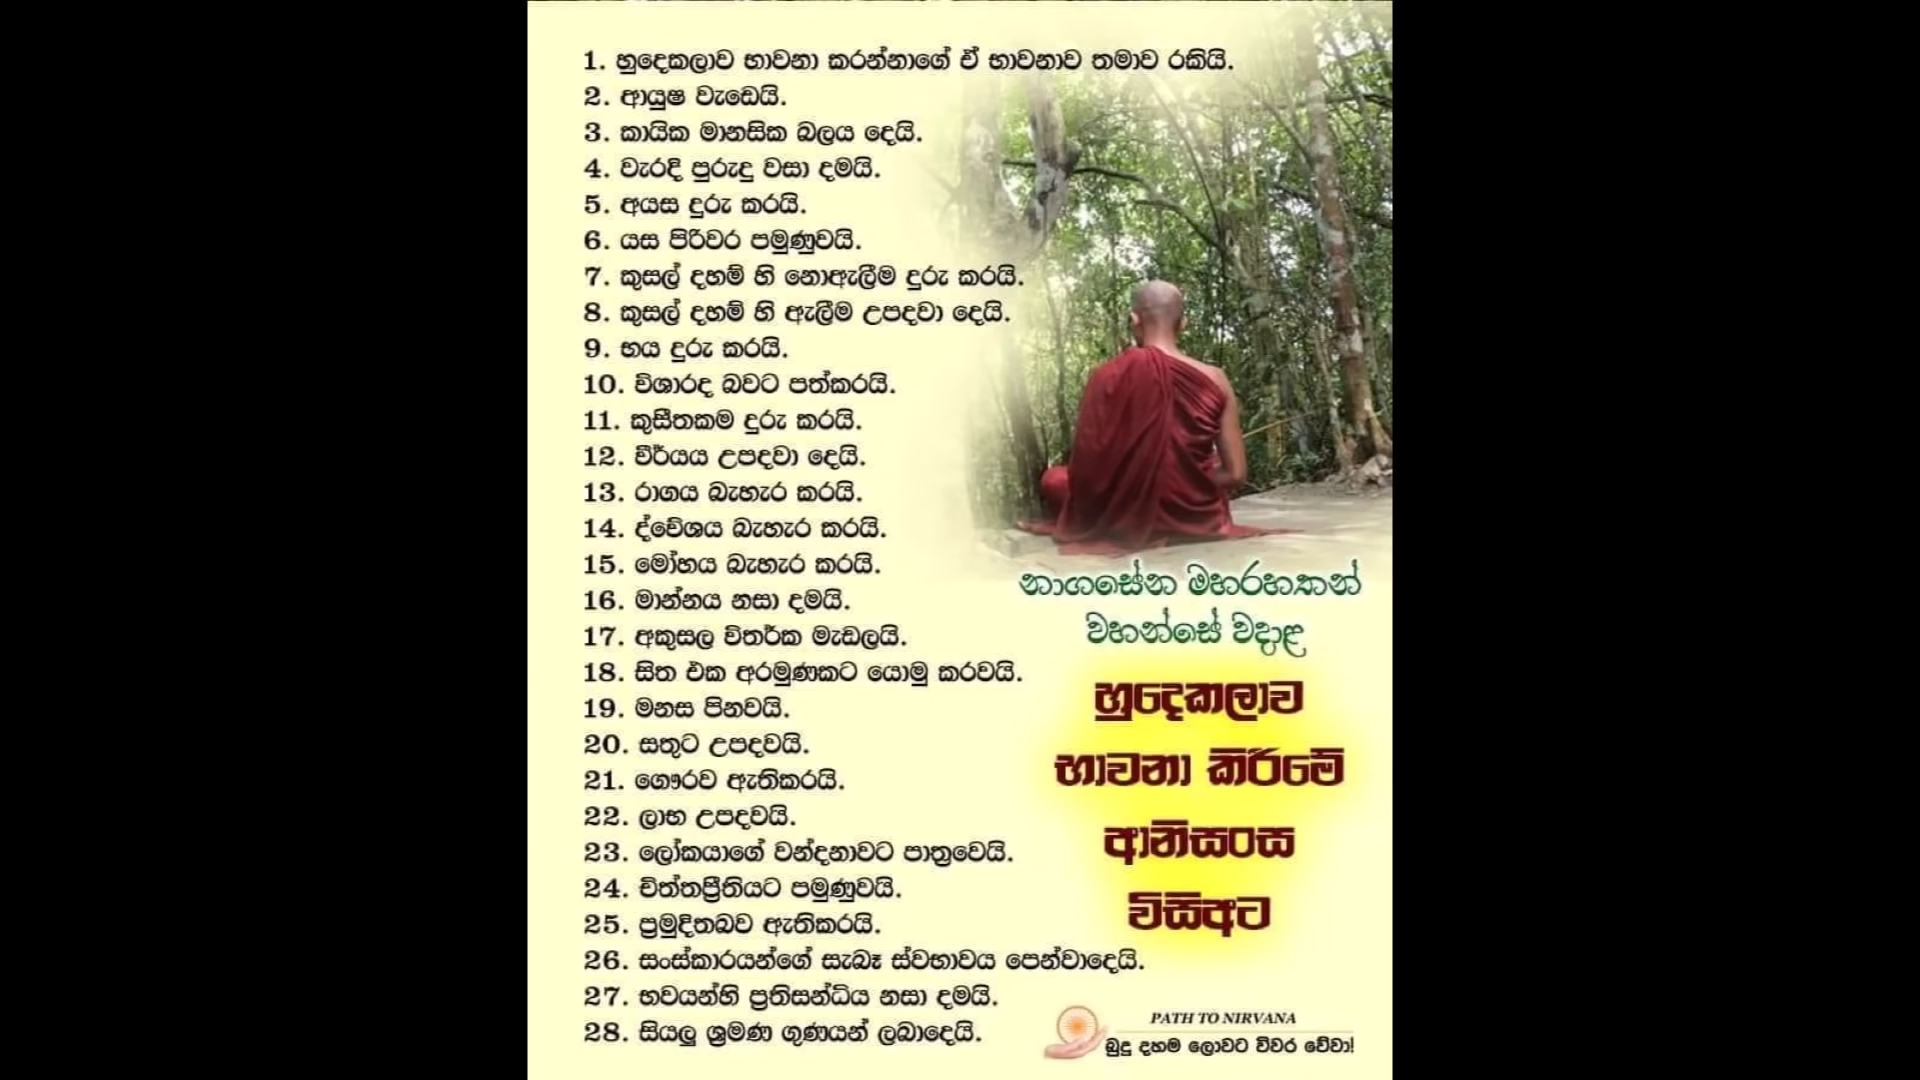 1. හුදෙකලාව භාවනා කරන්නාගේ ඒ භාවනාව තමාව රකියි.
2. ආයුෂ වැඩෙයි.
3. කායික මානසික බලය දෙයි.
4. වැරදි පුරුදු වසා දමයි.
5. අයස දුරු කරයි.
6. යස පිරිවර පමුණුවයි.
7. කුසල් දහම් හි නොඇලීම දුරු කරයි.
8. කුසල් දහම් හි ඇලීම උපදවා දෙයි.
9. භය දුරු කරයි.
10. විශාරද බවට පත්කරයි.
11. කුසීතකම දුරු කරයි.
12. වීර්යය උපදවා දෙයි.
13. රාගය බැහැර කරයි.
14. ද්වේශය බැහැර කරයි.
15. මෝහය බැහැර කරයි.
16. මාන්නය නසා දමයි.
17. අකුසල විතර්ක මැඩලයි.
18. සිත එක අරමුණකට යොමු කරවයි.
19. මනස පිනවයි.
20. සතුට උපදවයි.
21. ගෞරව ඇතිකරයි.
22. ලාභ උපදවයි.
23. ලෝකයාගේ වන්දනාවට පාත්‍රවෙයි.
24. චිත්තප්‍රීතියට පමුණුවයි.
25. ප්‍රමුදිතබව ඇතිකරයි.
26. සංස්කාරයන්ගේ සැබෑ ස්වභාවය පෙන්වාදෙයි.
27. භවයන්හි ප්‍රතිසන්ධිය නසා දමයි.
28. සියලු ශ්‍රමණ ගුණයන් ලබාදෙයි.
නාගසේන මහරහතන්
වහන්සේ වදාළ
හුදෙකලාව
භාවනා කිරීමේ
ආනිසංස
විසිඅට
PATH TO NIRVANA
බුදු දහම ලොවට විවර වේවා!